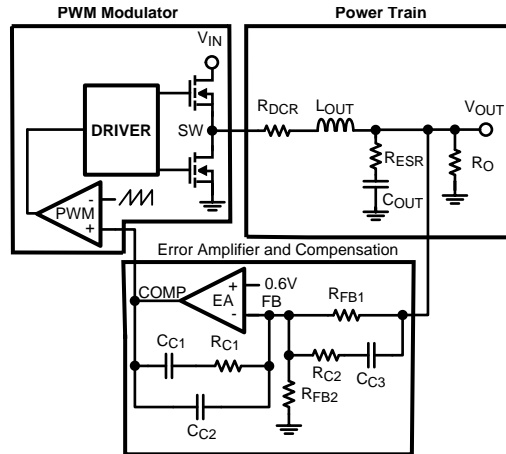 PWM Modulator
Power Train
VIN
DRIVER
SW
RDCR
LOUT
VOUT
RESR
COUT
RO
PWM
-
+
Error Amplifier and Compensation
COMP
EA
+
-
0.6V
FB
RFB1
CC1
RC1
RC2
CC3
RFB2
CC2